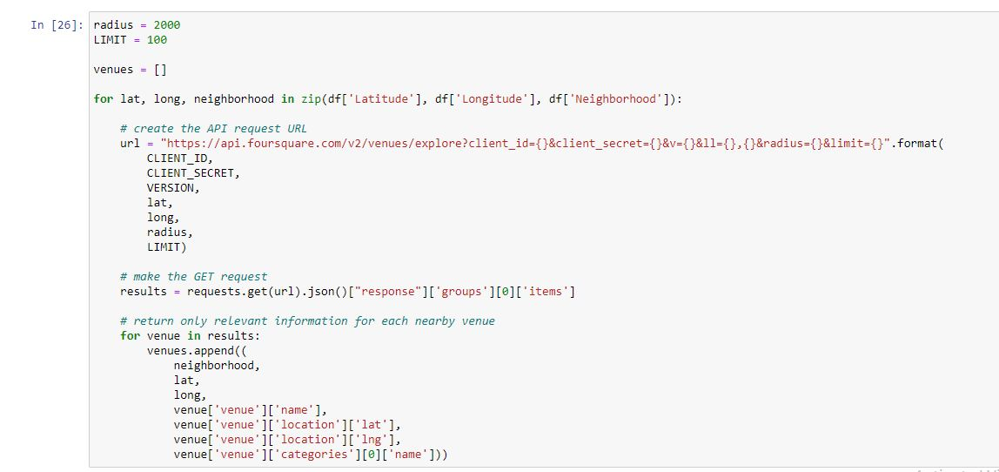 In [26]: radius = 2000
LIMIT = 100
venues = []
for lat, long, neighborhood in zip(df['Latitude'], df['Longitude'], df['Neighborhood']):
# create the API request URL
url = "https://api.foursquare.com/v2/venues/explore?client_id={}&client_secret={}&v={}&ll={},{}&radius={}&limit={}".format(
CLIENT_ID,
CLIENT_SECRET,
VERSION,
lat,
long,
radius,
LIMIT)
# make the GET request
results = requests.get(url).json()["response"]['groups'][0]['items']
# return only relevant information for each nearby venue
for venue in results:
venues.append((
neighborhood,
lat,
long,
venue['venue']['name'],
venue['venue']['location']['lat'],
venue['venue']['location']['lng'],
venue['venue']['categories'][0]['name']))